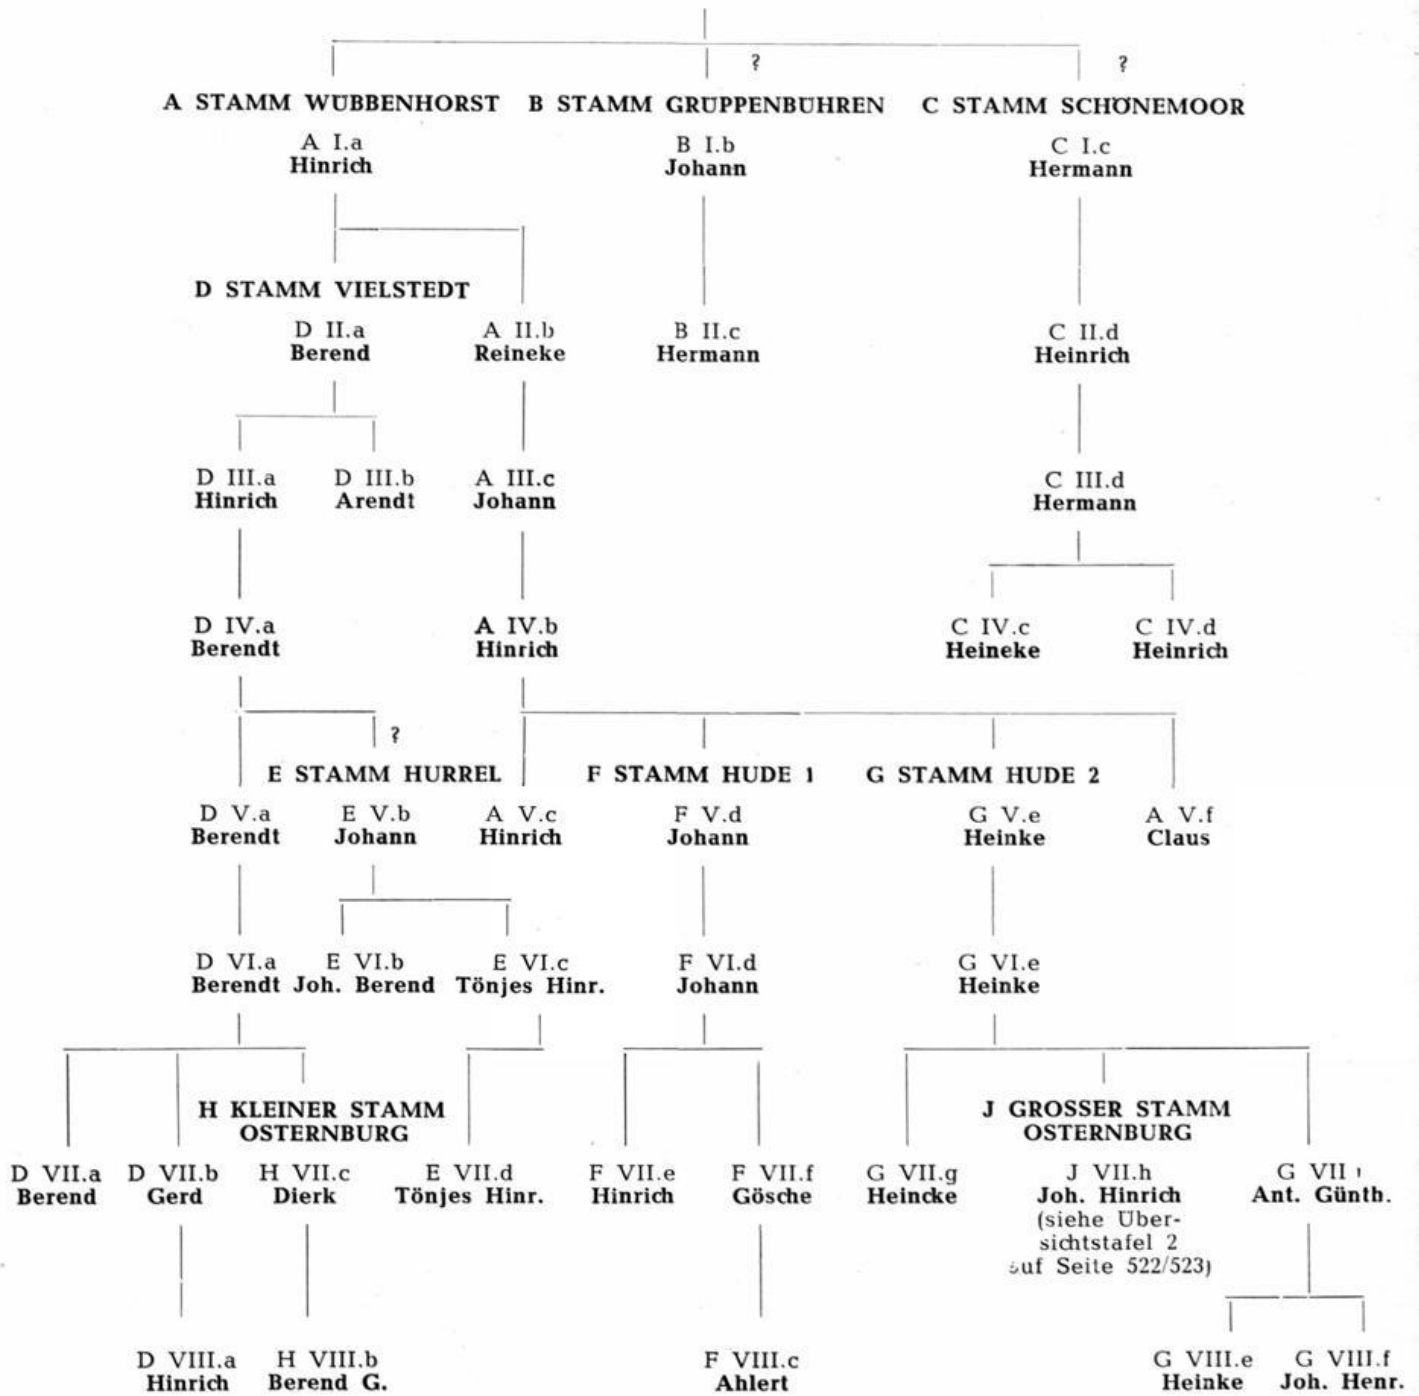 ? ?
A STAMM WÜBBENHORST B STAMM GRÜPPENBÜHREN C STAMM SCHÖNEMOOR
A I.a B I.b C I.c
Hinrich Johann Hermann
D STAMM VIELSTEDT
D II.a A II.b B II.c C II.d
Berend Reineke Hermann Heinrich
D III.a D III.b A III.c C III.d
Hinrich Arendt Johann Hermann
D IV.a A IV.b C IV.c C IV.d
Berendt Hinrich Heineke Heinrich
?
E STAMM HURREL F STAMM HUDE 1 G STAMM HUDE 2
D V.a E V.b A V.c F V.d G V.e A V.f
Berendt Johann Hinrich Johann Heinke Claus
D VI.a E VI.b E VI.c F VI.d G VI.e
Berendt Joh. Berend Tönjes Hinr. Johann Heinke
H KLEINER STAMM J GROSSER STAMM
OSTERNBURG OSTERNBURG
D VII.a D VII.b H VII.c E VII.d F VII.e F VII.f G VII.g J VII.h G VII
Berend Gerd Dierk Tönjes Hinr. Hinrich Gösche Heincke Joh. Hinrich Ant. Günth.
(siehe Über-
sichtstafel 2
auf Seite 522/523)
D VIII.a H VIII.b F VIII.c G VIII.e G VIII.f
Hinrich Berend G. Ahlert Heinke Joh. Henr.